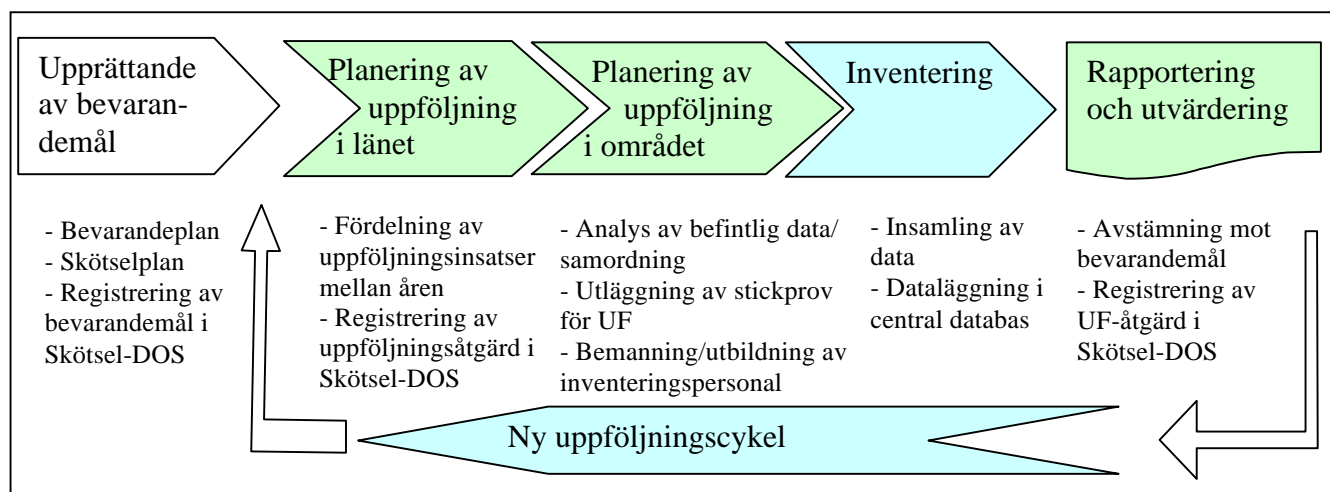 Upprättande
av bevaran-
demål
Planering av
uppföljning
i länet
Planering av
uppföljning
i området
Inventering
Rapportering
och utvärdering
- Bevarandeplan
- Skötselplan
- Registrering av
bevarandemål i
Skötsel-DOS
- Fördelning av
uppföljningsinsatser
mellan åren
- Registrering av
uppföljningsåtgärd i
Skötsel-DOS
- Analys av befintlig data/
samordning
- Utläggning av stickprov
för UF
- Bemanning/utbildning av
inventeringspersonal
- Insamling av
data
- Dataläggning i
central databas
- Avstämning mot
bevarandemål
- Registrering av
UF-åtgärd i
Skötsel-DOS
Ny uppföljningscykel